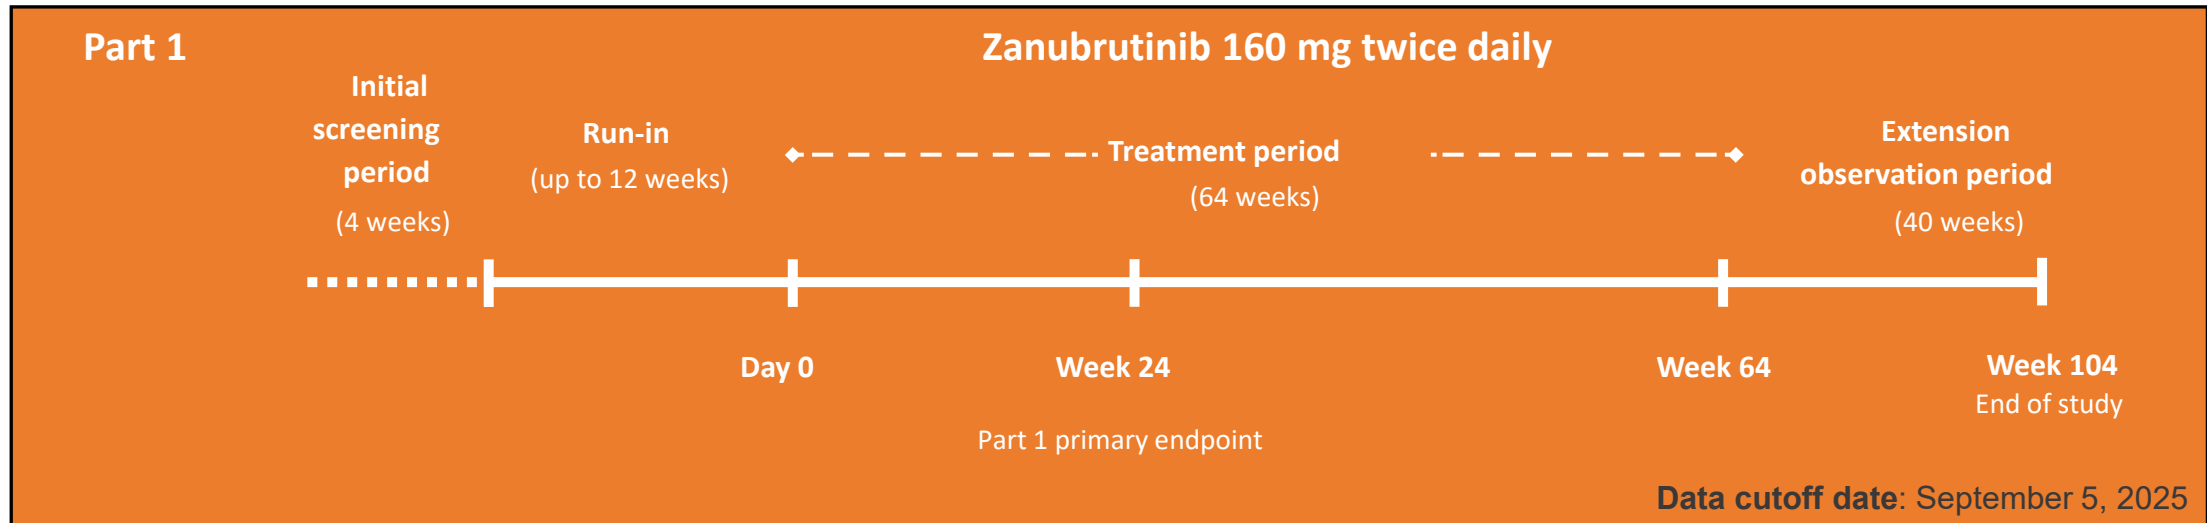 Part 1
Zanubrutinib 160 mg twice daily
Initial
screening
period
(4 weeks)
Run-in
(up to 12 weeks)
Treatment period
(64 weeks)
Extension
observation period
(40 weeks)
Day 0
Week 24
Week 64
Week 104
End of study
Part 1 primary endpoint
Data cutoff date: September 5, 2025